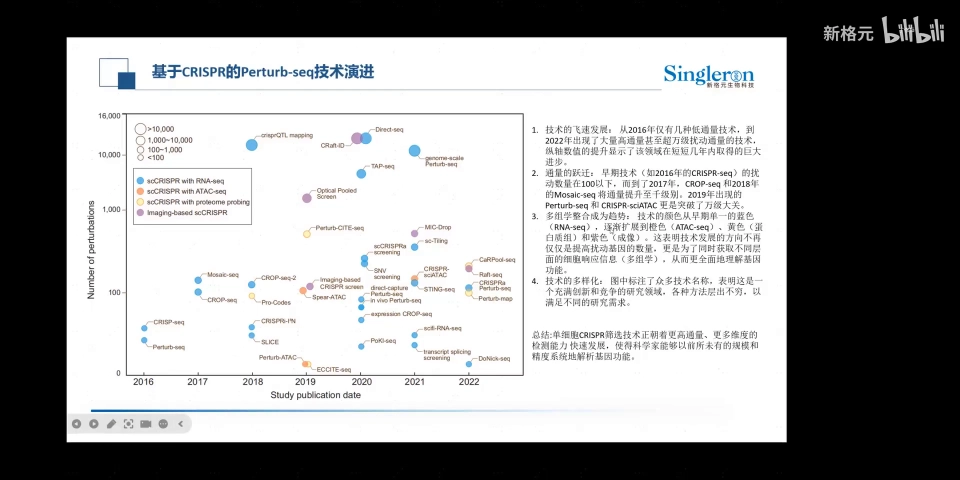 新格元 bilibili
基于CRISPR的Perturb-seq技术演进
Singleron
新格元生物科技
16,000
10,000
1,000
100
0
Number of perturbations
>10,000
1,000~10,000
100~1,000
<100
scCRISPR with RNA-seq
scCRISPR with ATAC-seq
scCRISPR with proteome probing
Imaging-based scCRISPR
CRISP-seq
Perturb-seq
Mosaic-seq
CROP-seq
crisprQTL mapping
CROP-seq-2
Pro-Codes
CRISPRi-I²N
SLICE
Optical Pooled
Screen
Perturb-CITE-seq
Imaging-based
CRISPR screen
Spear-ATAC
Perturb-ATAC
ECCITE-seq
Direct-seq
CRaft-ID
TAP-seq
scCRISPRa
screening
SNV
screening
direct-capture
Perturb-seq
in vivo Perturb-seq
expression CROP-seq
PoKI-seq
genome-scale
Perturb-seq
MIC-Drop
sc-Tiling
CRISPR-
sciATAC
STING-seq
scifi-RNA-seq
transcript splicing
screening
CaRPool-seq
Rafi-seq
CRISPRa
Perturb-seq
Perturb-map
DoNick-seq
2016 2017 2018 2019 2020 2021 2022
Study publication date
1. 技术的飞速发展： 从2016年仅有几种低通量技术，到
2022年出现了大量高通量甚至超万级扰动通量的技术，
纵轴数值的提升显示了该领域在短短几年内取得的巨大
进步。
2. 通量的跃迁： 早期技术（如2016年的CRISPR-seq）的扰
动数量在100以下，而到了2017年，CROP-seq 和2018年
的Mosaic-seq 将通量提升至千级别。2019年出现的
Perturb-seq 和 CRISPR-sciATAC 更是突破了万级大关。
3. 多组学整合成为趋势： 技术的颜色从早期单一的蓝色
（RNA-seq），逐渐扩展到橙色（ATAC-seq）、黄色（蛋
白质组）和紫色（成像）。这表明技术发展的方向不再
仅仅是提高扰动基因的数量，更是为了同时获取不同层
面的细胞响应信息（多组学），从而更全面地理解基因
功能。
4. 技术的多样化： 图中标注了众多技术名称，表明这是一
个充满创新和竞争的研究领域，各种方法层出不穷，以
满足不同的研究需求。
总结:单细胞CRISPR筛选技术正朝着更高通量、更多维度的
检测能力 快速发展，使得科学家能够以前所未有的规模和
精度系统地解析基因功能。